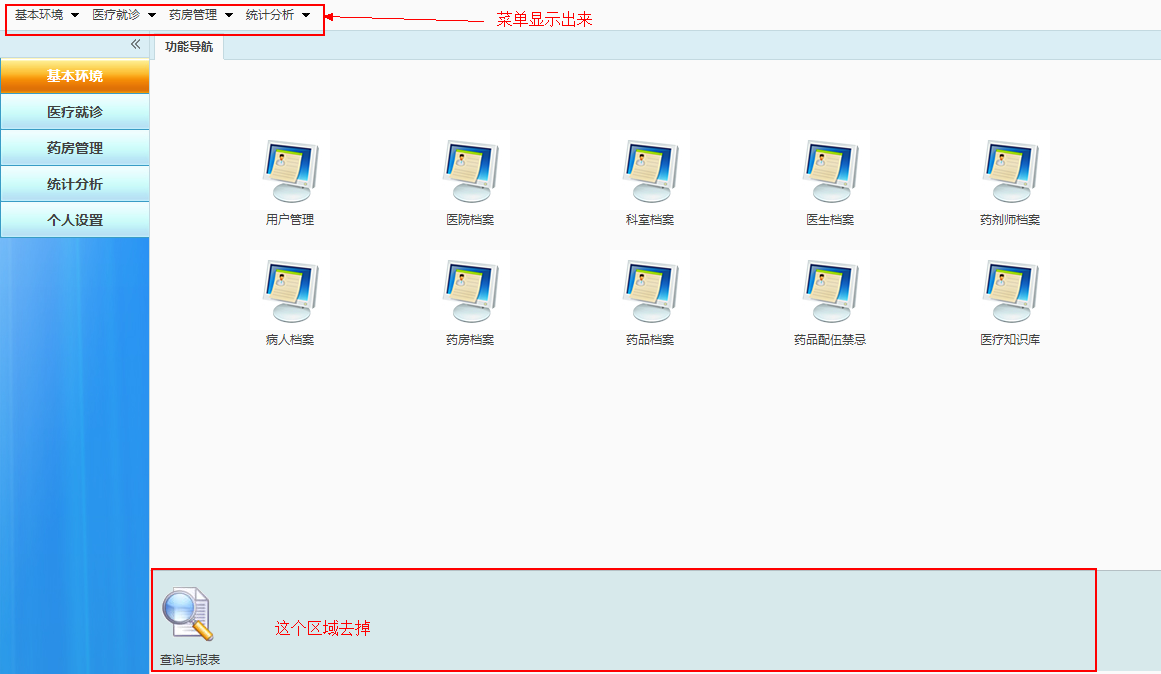 基本环境 医疗就诊 药房管理 统计分析
菜单显示出来
功能导航
基本环境
医疗就诊
药房管理
统计分析
个人设置
用户管理 医院档案 科室档案 医生档案 药剂师档案
病人档案 药房档案 药品档案 药品配伍禁忌 医疗知识库
这个区域去掉
查询与报表